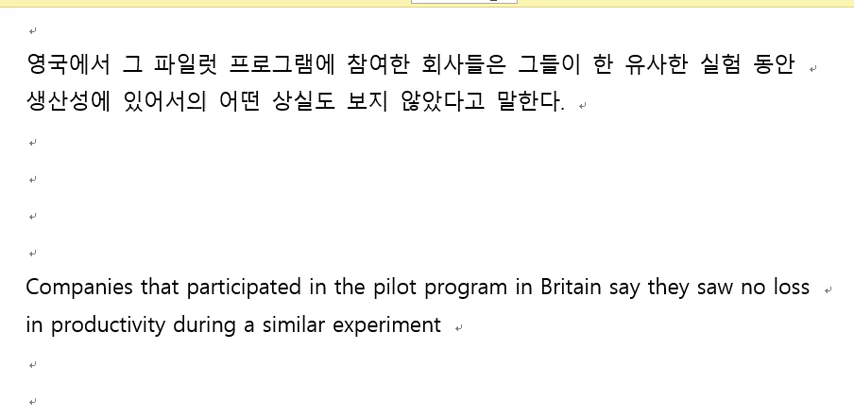 영국에서 그 파일럿 프로그램에 참여한 회사들은 그들이 한 유사한 실험 동안
생산성에 있어서의 어떤 상실도 보지 않았다고 말한다.
Companies that participated in the pilot program in Britain say they saw no loss
in productivity during a similar experiment